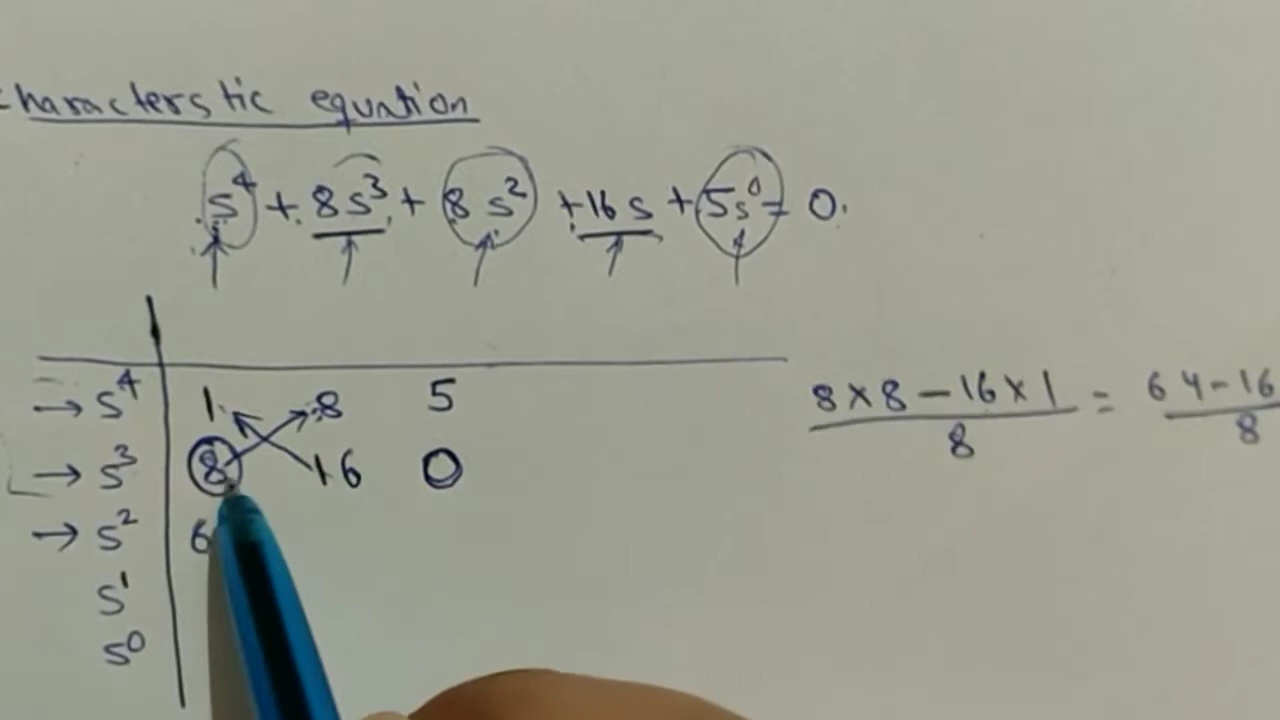 characterstic equation
s⁴ + 8s³ + 8s² + 16s + 5s⁰ = 0.
→ s⁴ 1 8 5
→ s³ 8 16 0
→ s² 6
s¹
s⁰
8×8-16×1/8 = 64-16/8